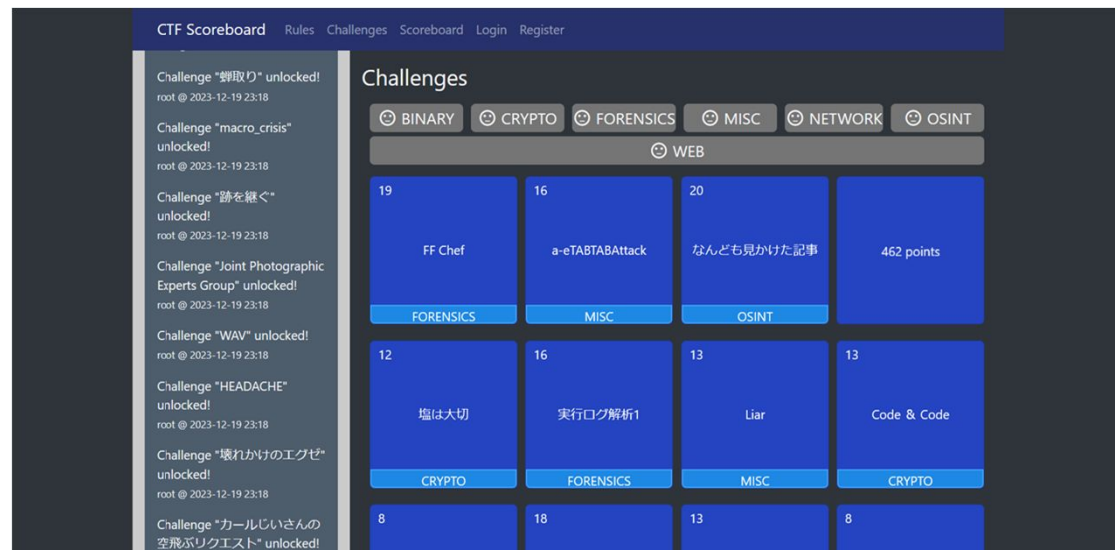 CTF Scoreboard Rules Challenges Scoreboard Login Register
Challenge "蝉取り" unlocked!
root @ 2023-12-19 23:18
Challenge "macro_crisis"
unlocked!
root @ 2023-12-19 23:18
Challenge "跡を継ぐ"
unlocked!
root @ 2023-12-19 23:18
Challenge "Joint Photographic
Experts Group" unlocked!
root @ 2023-12-19 23:18
Challenge "WAV" unlocked!
root @ 2023-12-19 23:18
Challenge "HEADACHE"
unlocked!
root @ 2023-12-19 23:18
Challenge "壊れかけのエグゼ"
unlocked!
root @ 2023-12-19 23:18
Challenge "カールじいさんの
空飛ぶリクエスト" unlocked!
Challenges
BINARY CRYPTO FORENSICS MISC NETWORK OSINT
WEB
19 16 20
FF Chef a-eTABTABAttack なんども見かけた記事 462 points
FORENSICS MISC OSINT
12 16 13 13
塩は大切 実行ログ解析1 Liar Code & Code
CRYPTO FORENSICS MISC CRYPTO
8 18 13 8